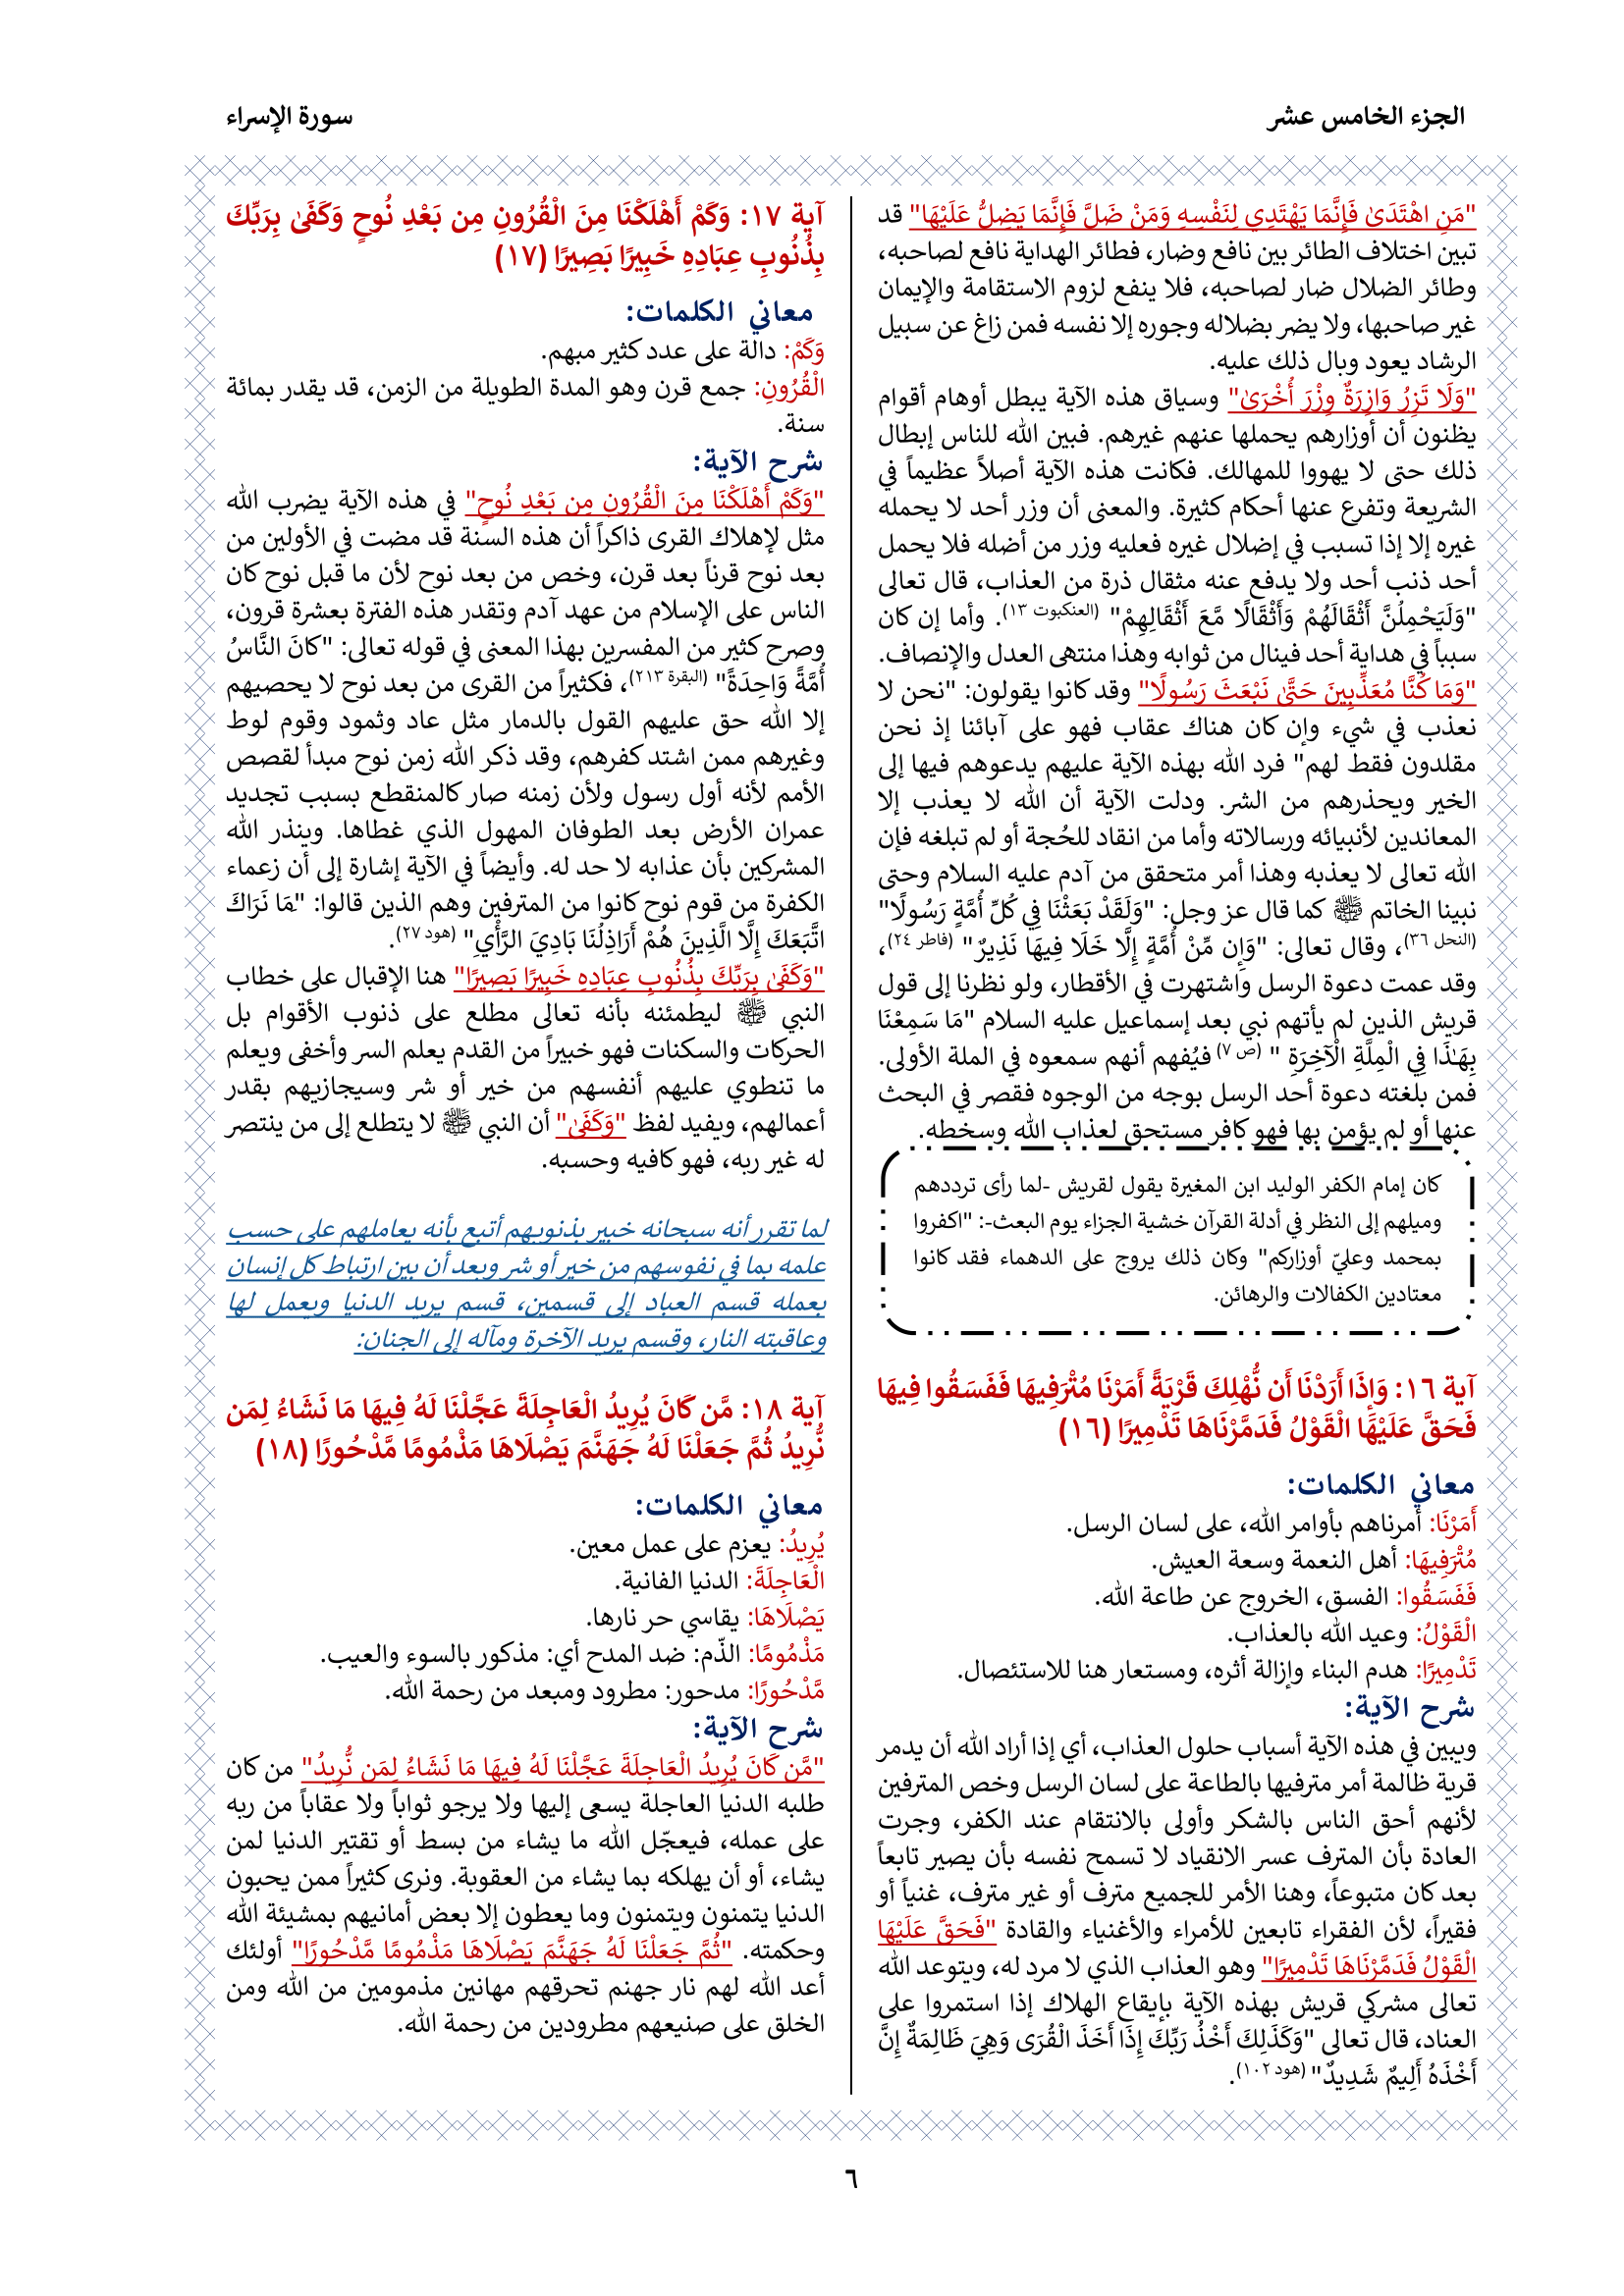 الجزء الخامس عشر
سورة الإسراء
"مَنِ اهْتَدَىٰ فَإِنَّمَا يَهْتَدِي لِنَفْسِهِ وَمَنْ ضَلَّ فَإِنَّمَا يَضِلُّ عَلَيْهَا" قد
تبين اختلاف الطائر بين نافع وضار، فطائر الهداية نافع لصاحبه،
وطائر الضلال ضار لصاحبه، فلا ينفع لزوم الاستقامة والإيمان
غير صاحبها، ولا يضر بضلاله وجوره إلا نفسه فمن زاغ عن سبيل
الرشاد يعود وبال ذلك عليه.
"وَلَا تَزِرُ وَازِرَةٌ وِزْرَ أُخْرَىٰ" وسياق هذه الآية يبطل أوهام أقوام
يظنون أن أوزارهم يحملها عنهم غيرهم. فبين الله للناس إبطال
ذلك حتى لا يهووا للمهالك. فكانت هذه الآية أصلاً عظيماً في
الشريعة وتفرع عنها أحكام كثيرة. والمعنى أن وزر أحد لا يحمله
غيره إلا إذا تسبب في إضلال غيره فعليه وزر من أضله فلا يحمل
أحد ذنب أحد ولا يدفع عنه مثقال ذرة من العذاب، قال تعالى
"وَلَيَحْمِلُنَّ أَثْقَالَهُمْ وَأَثْقَالًا مَّعَ أَثْقَالِهِمْ" (العنكبوت ١٣). وأما إن كان
سبباً في هداية أحد فينال من ثوابه وهذا منتهى العدل والإنصاف.
"وَمَا كُنَّا مُعَذِّبِينَ حَتَّىٰ نَبْعَثَ رَسُولًا" وقد كانوا يقولون: "نحن لا
نعذب في شيء وإن كان هناك عقاب فهو على آبائنا إذ نحن
مقلدون فقط لهم" فرد الله بهذه الآية عليهم يدعوهم فيها إلى
الخير ويحذرهم من الشر. ودلت الآية أن الله لا يعذب إلا
المعاندين لأنبيائه ورسالاته وأما من انقاد للحُجة أو لم تبلغه فإن
الله تعالى لا يعذبه وهذا أمر متحقق من آدم عليه السلام وحتى
نبينا الخاتم ﷺ كما قال عز وجل: "وَلَقَدْ بَعَثْنَا فِي كُلِّ أُمَّةٍ رَسُولًا"
(النحل ٣٦)، وقال تعالى: "وَإِن مِّنْ أُمَّةٍ إِلَّا خَلَا فِيهَا نَذِيرٌ" (فاطر ٢٤)،
وقد عمت دعوة الرسل واشتهرت في الأقطار، ولو نظرنا إلى قول
قريش الذين لم يأتهم نبي بعد إسماعيل عليه السلام "مَا سَمِعْنَا
بِهَـٰذَا فِي الْمِلَّةِ الْآخِرَةِ " (ص ٧) فيُفهم أنهم سمعوه في الملة الأولى.
فمن بلغته دعوة أحد الرسل بوجه من الوجوه فقصر في البحث
عنها أو لم يؤمن بها فهو كافر مستحق لعذاب الله وسخطه.
كان إمام الكفر الوليد ابن المغيرة يقول لقريش -لما رأى ترددهم
وميلهم إلى النظر في أدلة القرآن خشية الجزاء يوم البعث-: "اكفروا
بمحمد وعليّ أوزاركم" وكان ذلك يروج على الدهماء فقد كانوا
معتادين الكفالات والرهائن.
آية ١٦: وَإِذَا أَرَدْنَا أَن نُّهْلِكَ قَرْيَةً أَمَرْنَا مُتْرَفِيهَا فَفَسَقُوا فِيهَا
فَحَقَّ عَلَيْهَا الْقَوْلُ فَدَمَّرْنَاهَا تَدْمِيرًا (١٦)
معاني الكلمات:
أَمَرْنَا: أمرناهم بأوامر الله، على لسان الرسل.
مُتْرَفِيهَا: أهل النعمة وسعة العيش.
فَفَسَقُوا: الفسق، الخروج عن طاعة الله.
الْقَوْلُ: وعيد الله بالعذاب.
تَدْمِيرًا: هدم البناء وإزالة أثره، ومستعار هنا للاستئصال.
شرح الآية:
ويبين في هذه الآية أسباب حلول العذاب، أي إذا أراد الله أن يدمر
قرية ظالمة أمر مترفيها بالطاعة على لسان الرسل وخص المترفين
لأنهم أحق الناس بالشكر وأولى بالانتقام عند الكفر، وجرت
العادة بأن المترف عسر الانقياد لا تسمح نفسه بأن يصير تابعاً
بعد كان متبوعاً، وهنا الأمر للجميع مترف أو غير مترف، غنياً أو
فقيراً، لأن الفقراء تابعين للأمراء والأغنياء والقادة "فَحَقَّ عَلَيْهَا
الْقَوْلُ فَدَمَّرْنَاهَا تَدْمِيرًا" وهو العذاب الذي لا مرد له، ويتوعد الله
تعالى مشركي قريش بهذه الآية بإيقاع الهلاك إذا استمروا على
العناد، قال تعالى "وَكَذَلِكَ أَخْذُ رَبِّكَ إِذَا أَخَذَ الْقُرَى وَهِيَ ظَالِمَةٌ إِنَّ
أَخْذَهُ أَلِيمٌ شَدِيدٌ" (هود ١٠٢).
آية ١٧: وَكَمْ أَهْلَكْنَا مِنَ الْقُرُونِ مِن بَعْدِ نُوحٍ وَكَفَىٰ بِرَبِّكَ
بِذُنُوبِ عِبَادِهِ خَبِيرًا بَصِيرًا (١٧)
معاني الكلمات:
وَكَمْ: دالة على عدد كثير مبهم.
الْقُرُونِ: جمع قرن وهو المدة الطويلة من الزمن، قد يقدر بمائة
سنة.
شرح الآية:
"وَكَمْ أَهْلَكْنَا مِنَ الْقُرُونِ مِن بَعْدِ نُوحٍ" في هذه الآية يضرب الله
مثل لإهلاك القرى ذاكراً أن هذه السنة قد مضت في الأولين من
بعد نوح قرناً بعد قرن، وخص من بعد نوح لأن ما قبل نوح كان
الناس على الإسلام من عهد آدم وتقدر هذه الفترة بعشرة قرون،
وصرح كثير من المفسرين بهذا المعنى في قوله تعالى: "كَانَ النَّاسُ
أُمَّةً وَاحِدَةً" (البقرة ٢١٣)، فكثيراً من القرى من بعد نوح لا يحصيهم
إلا الله حق عليهم القول بالدمار مثل عاد وثمود وقوم لوط
وغيرهم ممن اشتد كفرهم، وقد ذكر الله زمن نوح مبدأ لقصص
الأمم لأنه أول رسول ولأن زمنه صار كالمنقطع بسبب تجديد
عمران الأرض بعد الطوفان المهول الذي غطاها. وينذر الله
المشركين بأن عذابه لا حد له. وأيضاً في الآية إشارة إلى أن زعماء
الكفرة من قوم نوح كانوا من المترفين وهم الذين قالوا: "مَا نَرَاكَ
اتَّبَعَكَ إِلَّا الَّذِينَ هُمْ أَرَاذِلُنَا بَادِيَ الرَّأْيِ" (هود ٢٧).
"وَكَفَىٰ بِرَبِّكَ بِذُنُوبِ عِبَادِهِ خَبِيرًا بَصِيرًا" هنا الإقبال على خطاب
النبي ﷺ ليطمئنه بأنه تعالى مطلع على ذنوب الأقوام بل
الحركات والسكنات فهو خبيراً من القدم يعلم السر وأخفى ويعلم
ما تنطوي عليهم أنفسهم من خير أو شر وسيجازيهم بقدر
أعمالهم، ويفيد لفظ "وَكَفَىٰ" أن النبي ﷺ لا يتطلع إلى من ينتصر
له غير ربه، فهو كافيه وحسبه.
لما تقرر أنه سبحانه خبير بذنوبهم أتبع بأنه يعاملهم على حسب
علمه بما في نفوسهم من خير أو شر وبعد أن بين ارتباط كل إنسان
بعمله قسم العباد إلى قسمين، قسم يريد الدنيا ويعمل لها
وعاقبته النار، وقسم يريد الآخرة ومآله إلى الجنان:
آية ١٨: مَّن كَانَ يُرِيدُ الْعَاجِلَةَ عَجَّلْنَا لَهُ فِيهَا مَا نَشَاءُ لِمَن
نُّرِيدُ ثُمَّ جَعَلْنَا لَهُ جَهَنَّمَ يَصْلَاهَا مَذْمُومًا مَّدْحُورًا (١٨)
معاني الكلمات:
يُرِيدُ: يعزم على عمل معين.
الْعَاجِلَةَ: الدنيا الفانية.
يَصْلَاهَا: يقاسي حر نارها.
مَذْمُومًا: الذّم: ضد المدح أي: مذكور بالسوء والعيب.
مَّدْحُورًا: مدحور: مطرود ومبعد من رحمة الله.
شرح الآية:
"مَّن كَانَ يُرِيدُ الْعَاجِلَةَ عَجَّلْنَا لَهُ فِيهَا مَا نَشَاءُ لِمَن نُّرِيدُ" من كان
طلبه الدنيا العاجلة يسعى إليها ولا يرجو ثواباً ولا عقاباً من ربه
على عمله، فيعجّل الله ما يشاء من بسط أو تقتير الدنيا لمن
يشاء، أو أن يهلكه بما يشاء من العقوبة. ونرى كثيراً ممن يحبون
الدنيا يتمنون ويتمنون وما يعطون إلا بعض أمانيهم بمشيئة الله
وحكمته. "ثُمَّ جَعَلْنَا لَهُ جَهَنَّمَ يَصْلَاهَا مَذْمُومًا مَّدْحُورًا" أولئك
أعد الله لهم نار جهنم تحرقهم مهانين مذمومين من الله ومن
الخلق على صنيعهم مطرودين من رحمة الله.
٦